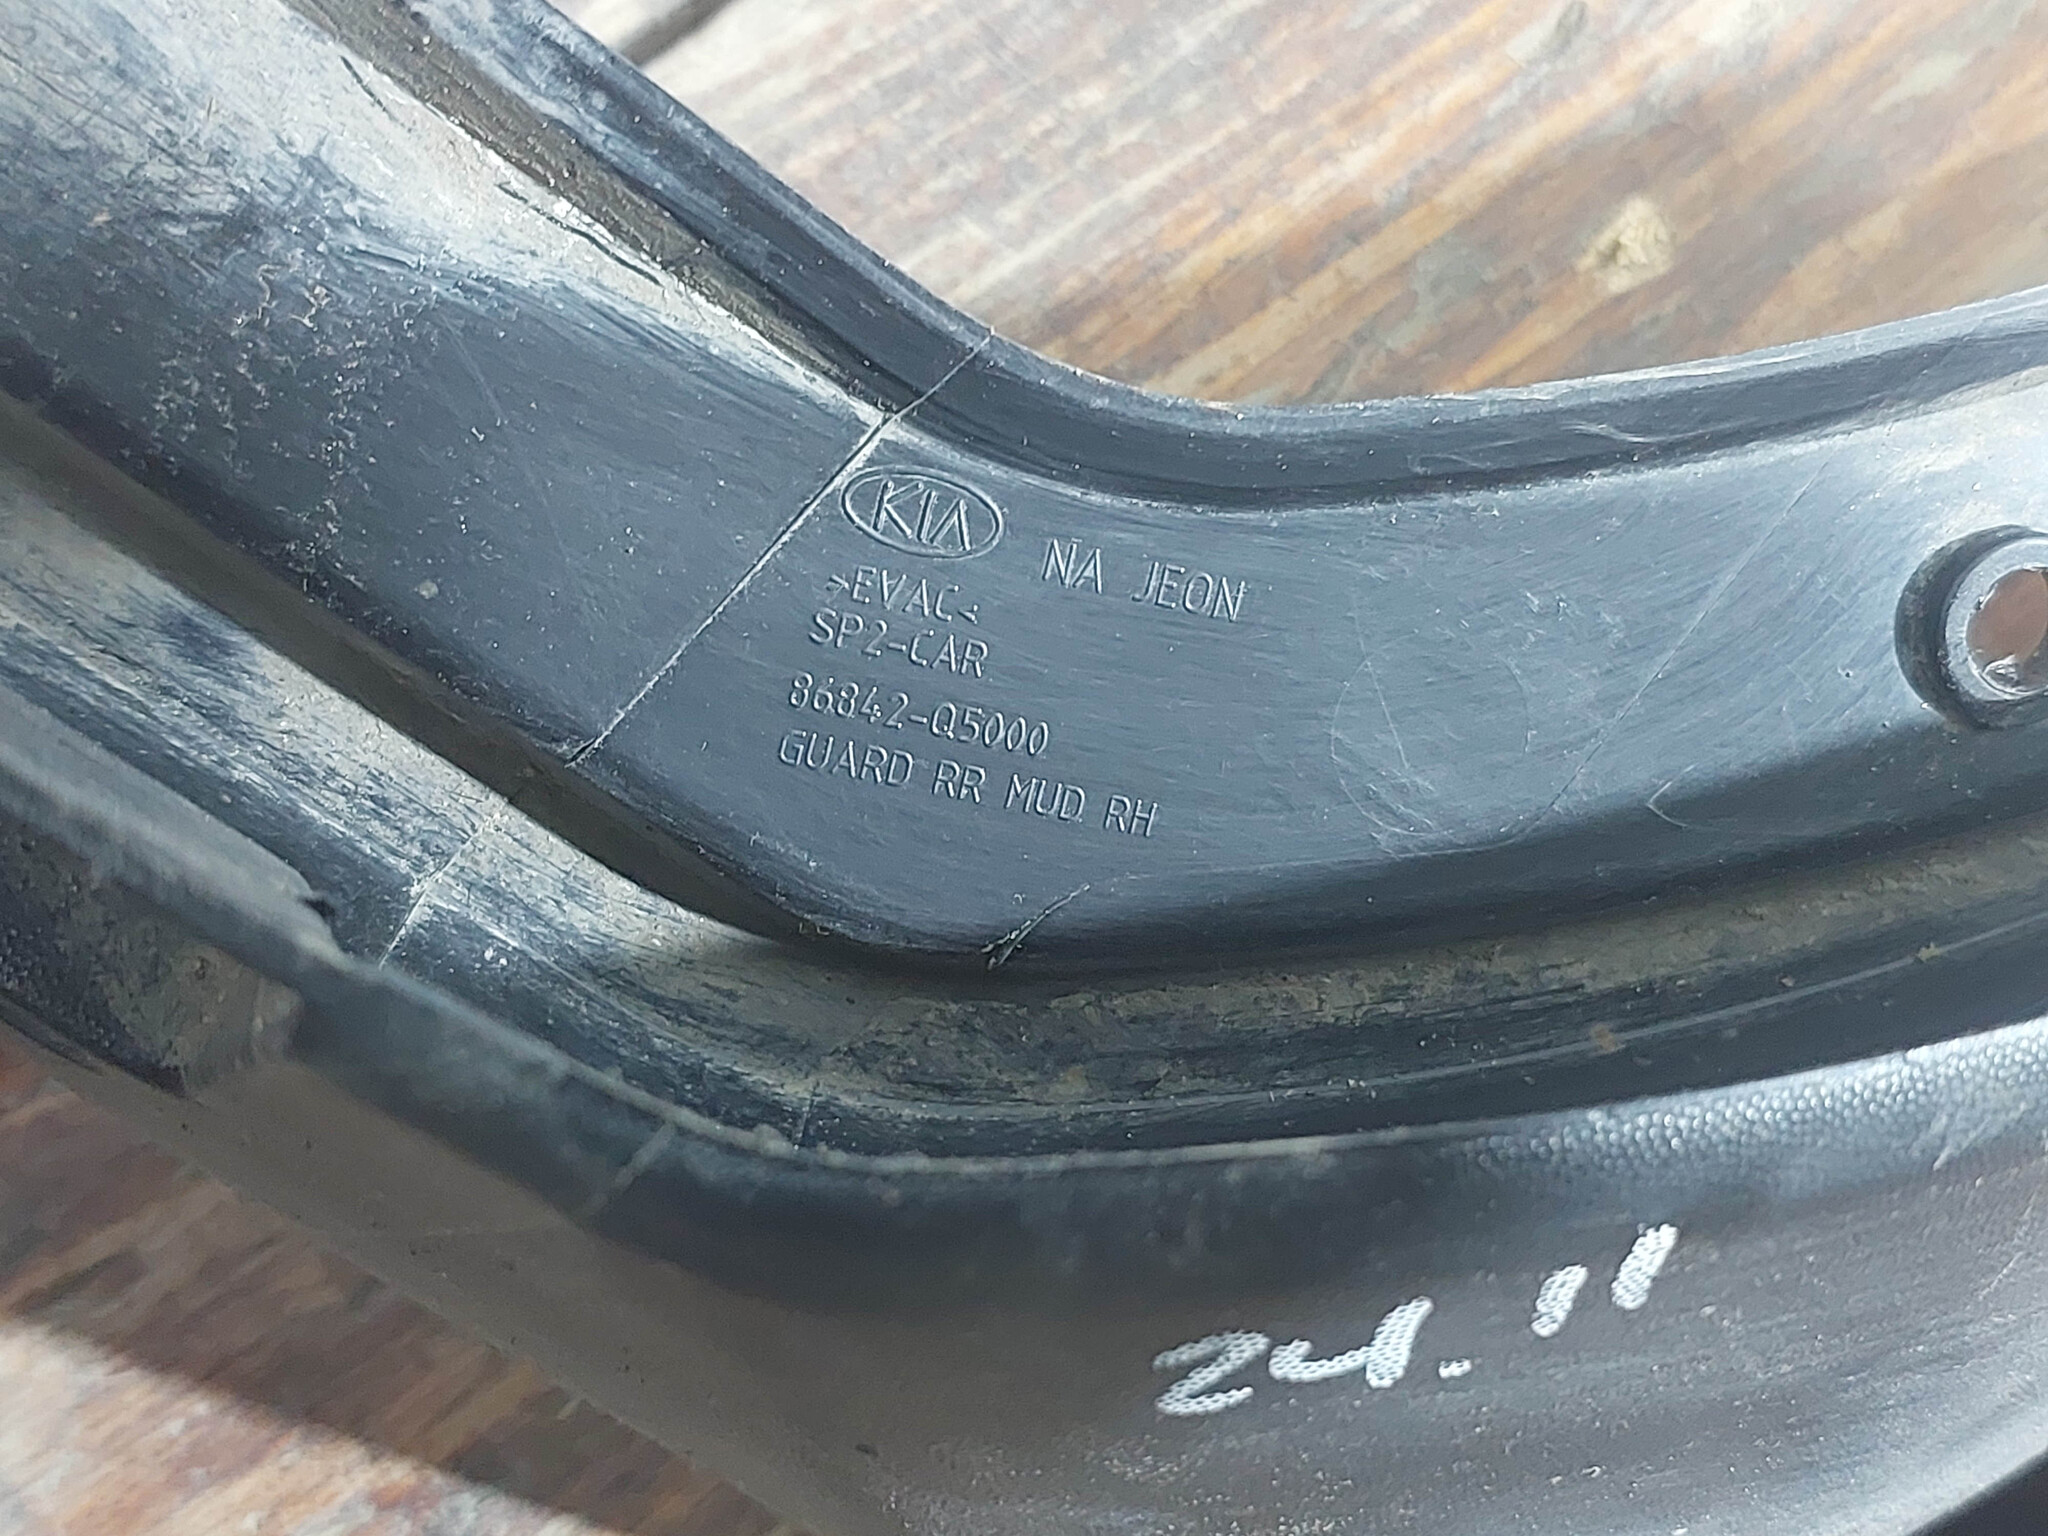 KIA
NA JEON
>EVAC<
SP2-CAR
86842-Q5000
GUARD RR MUD RH
24.11